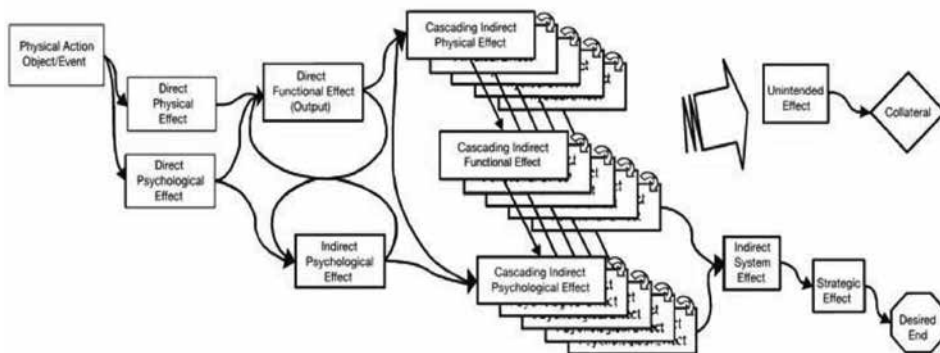 Physical Action
Object/Event
Direct
Physical
Effect
Direct
Psychological
Effect
Direct
Functional Effect
(Output)
Indirect
Psychological
Effect
Cascading Indirect
Physical Effect
Cascading Indirect
Functional Effect
Cascading Indirect
Psychological Effect
Unintended
Effect
Collateral
Indirect
System
Effect
Strategic
Effect
Desired
End